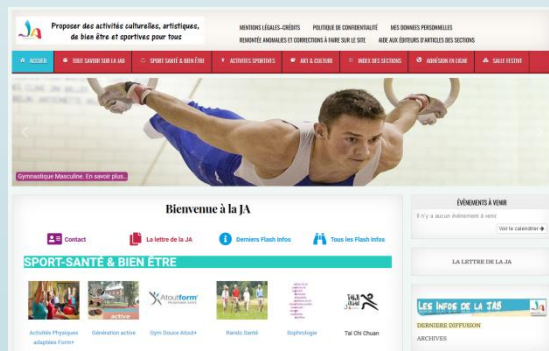 Proposer des activités culturelles, artistiques,
de bien être et sportives pour tous
MENTIONS LÉGALES-CRÉDITS POLITIQUE DE CONFIDENTIALITÉ MES DONNEES PERSONNELLES
REMONTÉE ANOMALIES ET CORRECTIONS À FAIRE SUR LE SITE AIDE AUX ÉDITEURS D'ARTICLES DES SECTIONS
ACCUEIL TOUT SAVOIR SUR LA JAB SPORT SANTÉ & BIEN ÊTRE ACTIVITÉS SPORTIVES ART & CULTURE INDEX DES SECTIONS ADHÉSION EN LIGNE SALLE FESTIVE
Gymnastique Masculine. En savoir plus...
Bienvenue à la JA
Contact La lettre de la JA Derniers Flash Infos Tous les Flash Infos
SPORT-SANTÉ & BIEN ÊTRE
active
Atoutform'
Activités Physiques
adaptées Form+
Génération active
Gym Douce Atout+
Rando Santé
Sophrologie
Tai Chi Chuan
ÉVÉNEMENTS À VENIR
Il n'y a aucun évènement à venir.
Voir le calendrier
LA LETTRE DE LA JA
LES INFOS DE LA JAB
DERNIERE DIFFUSION
ARCHIVES